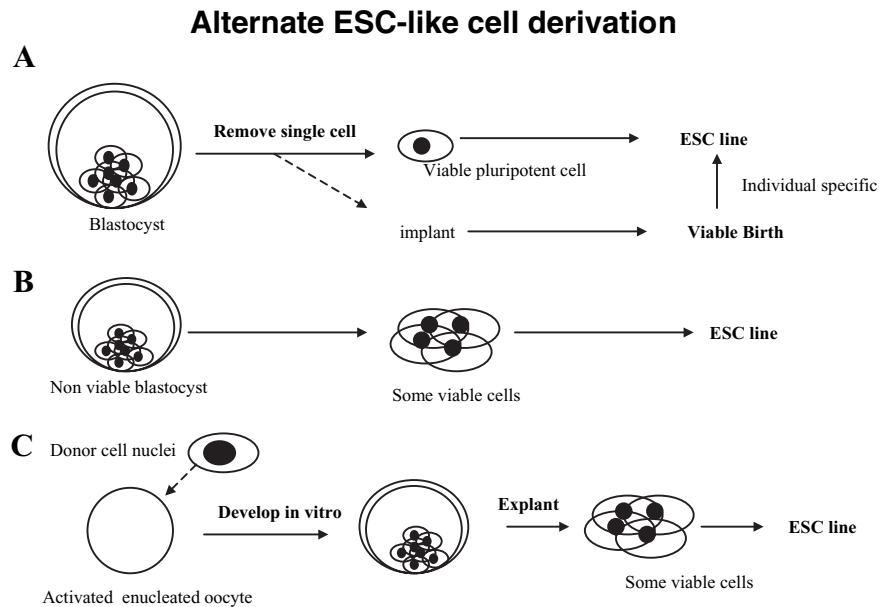 Alternate ESC-like cell derivation
A
Remove single cell
ESC line
Viable pluripotent cell
Individual specific
Blastocyst
implant
Viable Birth
B
ESC line
Non viable blastocyst
Some viable cells
C
Donor cell nuclei
Develop in vitro
Explant
ESC line
Some viable cells
Activated enucleated oocyte